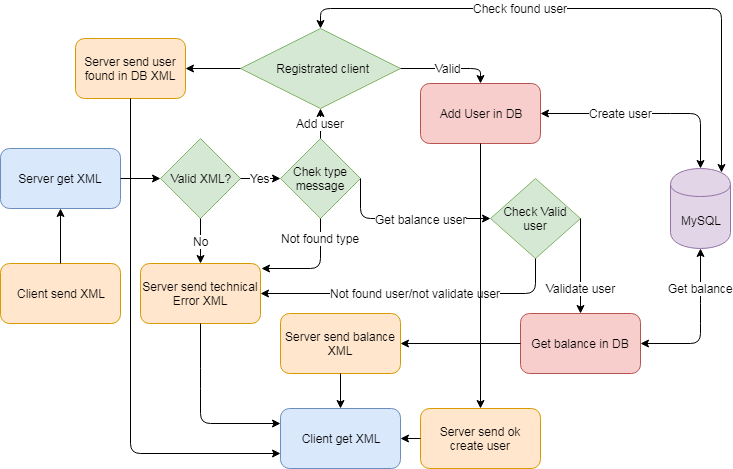 Check found user
Server send user
found in DB XML
Registrated client
Valid
Add User in DB
Create user
Add user
Server get XML
Valid XML?
Yes
Chek type
message
Get balance user
Check Valid
user
MySQL
No
Not found type
Client send XML
Server send technical
Error XML
Not found user/not validate user
Validate user
Get balance
Server send balance
XML
Get balance in DB
Client get XML
Server send ok
create user